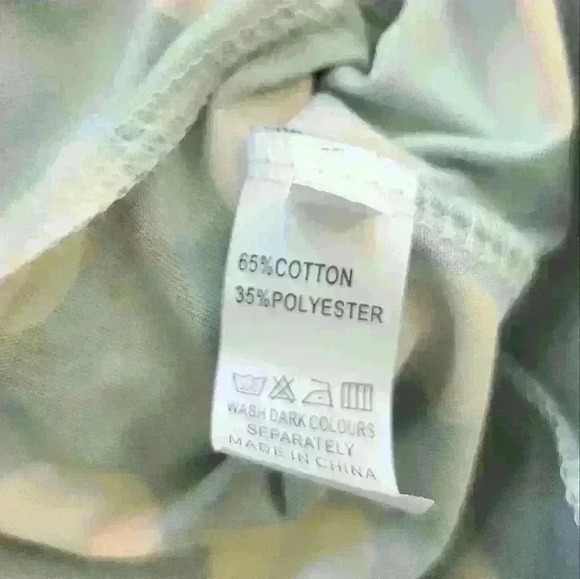 65%COTTON
35%POLYESTER
WASH DARK COLOURS
SEPARATELY
MADE IN CHINA